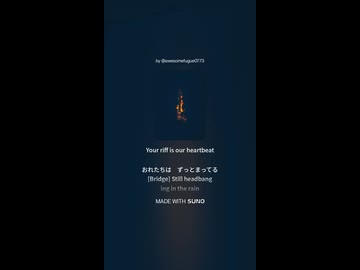 by @awesomefugue0773
Your riff is our heartbeat
おれたちは　ずっとまってる
[Bridge] Still headbang
ing in the rain
MADE WITH SUNO